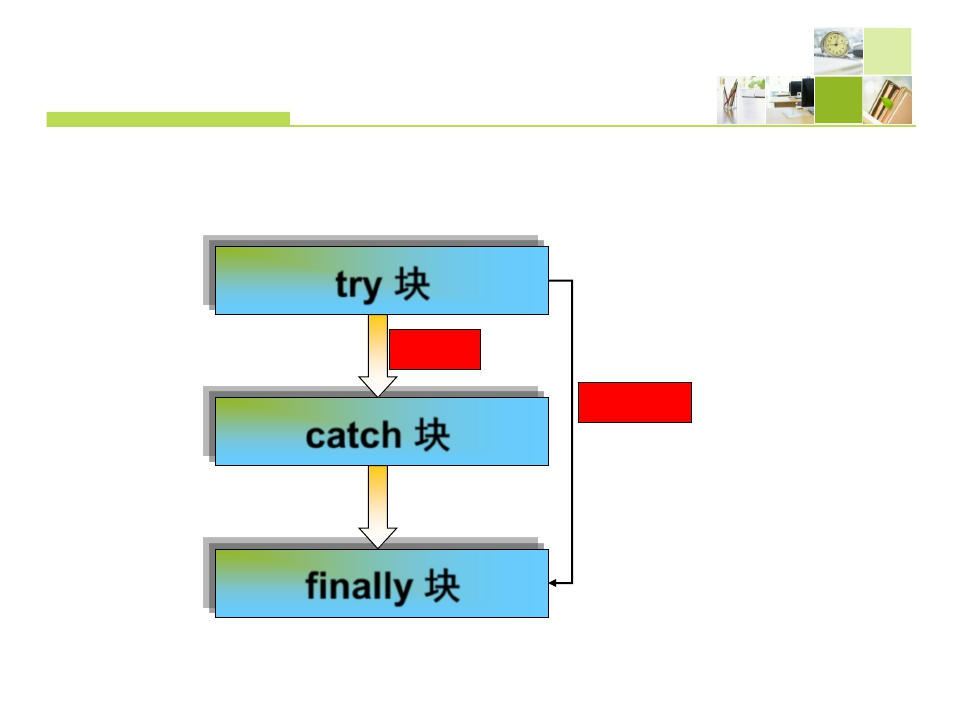 try 块
catch 块
finally 块